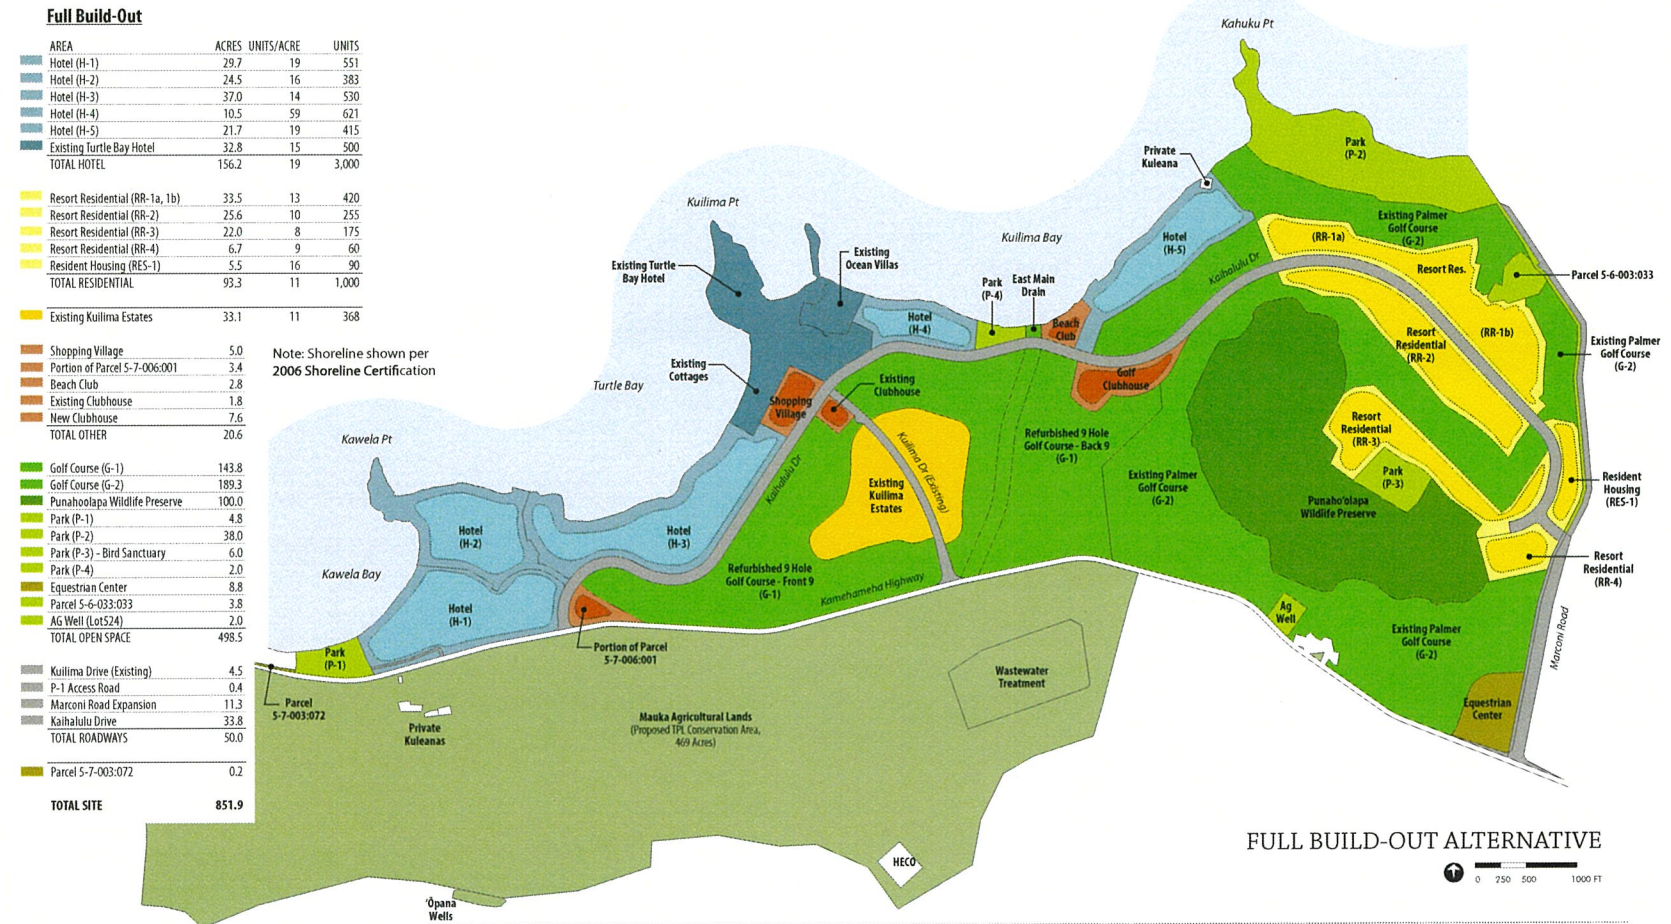 Full Build-Out
AREA ACRES UNITS/ACRE UNITS
Hotel (H-1) 29.7 19 551
Hotel (H-2) 24.5 16 383
Hotel (H-3) 37.0 14 530
Hotel (H-4) 10.5 59 621
Hotel (H-5) 21.7 19 415
Existing Turtle Bay Hotel 32.8 15 500
TOTAL HOTEL 156.2 19 3,000
Resort Residential (RR-1a, 1b) 33.5 13 420
Resort Residential (RR-2) 25.6 10 255
Resort Residential (RR-3) 22.0 8 175
Resort Residential (RR-4) 6.7 9 60
Resident Housing (RES-1) 5.5 16 90
TOTAL RESIDENTIAL 93.3 11 1,000
Existing Kuilima Estates 33.1 11 368
Shopping Village 5.0
Portion of Parcel 5-7-006:001 3.4
Beach Club 2.8
Existing Clubhouse 1.8
New Clubhouse 7.6
TOTAL OTHER 20.6
Golf Course (G-1) 143.8
Golf Course (G-2) 189.3
Punahoolapa Wildlife Preserve 100.0
Park (P-1) 4.8
Park (P-2) 38.0
Park (P-3) - Bird Sanctuary 6.0
Park (P-4) 2.0
Equestrian Center 8.8
Parcel 5-6-033:033 3.8
AG Well (Lot524) 2.0
TOTAL OPEN SPACE 498.5
Kuilima Drive (Existing) 4.5
P-1 Access Road 0.4
Marconi Road Expansion 11.3
Kaihalulu Drive 33.8
TOTAL ROADWAYS 50.0
Parcel 5-7-003:072 0.2
TOTAL SITE 851.9
Note: Shoreline shown per
2006 Shoreline Certification
Kahuku Pt
Park
(P-2)
Private
Kuleana
Kuilima Pt
Kuilima Bay
Existing Turtle
Bay Hotel
Existing
Ocean Villas
Park
(P-4)
East Main
Drain
Hotel
(H-5)
Kaihalulu Dr
Existing Palmer
Golf Course
(G-2)
(RR-1a)
Resort Res.
Parcel 5-6-003:033
(RR-1b)
Hotel
(H-4)
Beach
Club
Resort
Residential
(RR-2)
Existing Palmer
Golf Course
(G-2)
Existing
Cottages
Turtle Bay
Existing
Clubhouse
Shopping
Village
Golf
Clubhouse
Kawela Pt
Kaihalulu Dr
Kuilima Dr (Existing)
Refurbished 9 Hole
Golf Course - Back 9
(G-1)
Resort
Residential
(RR-3)
Park
(P-3)
Existing
Kuilima
Estates
Existing Palmer
Golf Course
(G-2)
Punaho'olapa
Wildlife Preserve
Resident
Housing
(RES-1)
Hotel
(H-2)
Hotel
(H-3)
Kawela Bay
Refurbished 9 Hole
Golf Course - Front 9
(G-1)
Kamehameha Highway
Resort
Residential
(RR-4)
Hotel
(H-1)
Ag
Well
Portion of Parcel
5-7-006:001
Existing Palmer
Golf Course
(G-2)
Marconi Road
Park
(P-1)
Wastewater
Treatment
Parcel
5-7-003:072
Private
Kuleanas
Mauka Agricultural Lands
(Proposed TPL Conservation Area,
469 Acres)
Equestrian
Center
HECO
'Ōpana
Wells
FULL BUILD-OUT ALTERNATIVE
0 250 500 1000 FT